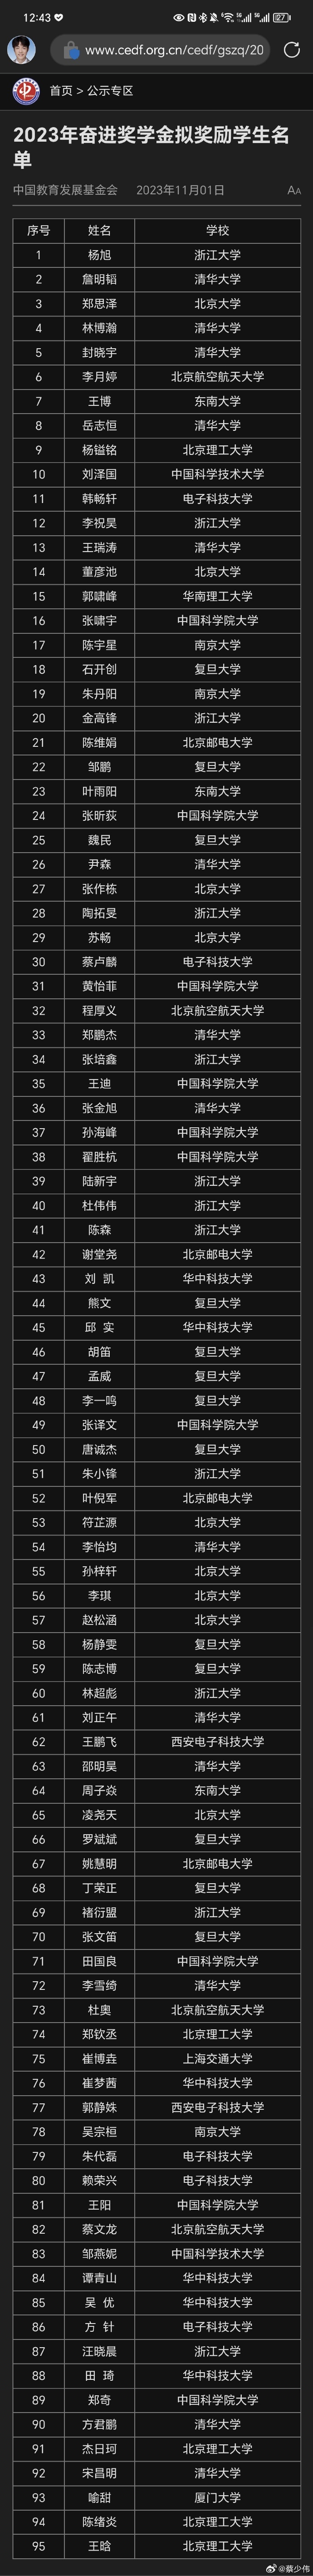 12:43
27
www.cedf.org.cn/cedf/gszq/20
首页 > 公示专区
2023年奋进奖学金拟奖励学生名
单
中国教育发展基金会 2023年11月01日 AA
序号 姓名 学校
1 杨旭 浙江大学
2 詹明韬 清华大学
3 郑思泽 北京大学
4 林博瀚 清华大学
5 封晓宇 清华大学
6 李月婷 北京航空航天大学
7 王博 东南大学
8 岳志恒 清华大学
9 杨镒铭 北京理工大学
10 刘泽国 中国科学技术大学
11 韩畅轩 电子科技大学
12 李祝昊 浙江大学
13 王瑞涛 清华大学
14 董彦池 北京大学
15 郭啸峰 华南理工大学
16 张啸宇 中国科学院大学
17 陈宇星 南京大学
18 石开创 复旦大学
19 朱丹阳 南京大学
20 金高锋 浙江大学
21 陈维娟 北京邮电大学
22 邹鹏 复旦大学
23 叶雨阳 东南大学
24 张昕荻 中国科学院大学
25 魏民 复旦大学
26 尹森 清华大学
27 张作栋 北京大学
28 陶拓旻 浙江大学
29 苏畅 北京大学
30 蔡卢麟 电子科技大学
31 黄怡菲 中国科学院大学
32 程厚义 北京航空航天大学
33 郑鹏杰 清华大学
34 张培鑫 浙江大学
35 王迪 中国科学院大学
36 张金旭 清华大学
37 孙海峰 中国科学院大学
38 翟胜杭 中国科学院大学
39 陆新宇 浙江大学
40 杜伟伟 浙江大学
41 陈森 浙江大学
42 谢堂尧 北京邮电大学
43 刘 凯 华中科技大学
44 熊文 复旦大学
45 邱 实 华中科技大学
46 胡笛 复旦大学
47 孟威 复旦大学
48 李一鸣 复旦大学
49 张译文 中国科学院大学
50 唐诚杰 复旦大学
51 朱小锋 浙江大学
52 叶倪军 北京邮电大学
53 符芷源 北京大学
54 李怡均 清华大学
55 孙梓轩 北京大学
56 李琪 北京大学
57 赵松涵 北京大学
58 杨静雯 复旦大学
59 陈志博 复旦大学
60 林超彪 浙江大学
61 刘正午 清华大学
62 王鹏飞 西安电子科技大学
63 邵明昊 清华大学
64 周子焱 东南大学
65 凌尧天 北京大学
66 罗斌斌 复旦大学
67 姚慧明 北京邮电大学
68 丁荣正 复旦大学
69 褚衍盟 浙江大学
70 张文笛 复旦大学
71 田国良 中国科学院大学
72 李雪绮 清华大学
73 杜奥 北京航空航天大学
74 郑钦丞 北京理工大学
75 崔博垚 上海交通大学
76 崔梦茜 华中科技大学
77 郭静姝 西安电子科技大学
78 吴宗桓 南京大学
79 朱代磊 电子科技大学
80 赖荣兴 电子科技大学
81 王阳 中国科学院大学
82 蔡文龙 北京航空航天大学
83 邹燕妮 中国科学技术大学
84 谭青山 华中科技大学
85 吴 优 华中科技大学
86 方 针 电子科技大学
87 汪晓晨 浙江大学
88 田 琦 华中科技大学
89 郑奇 中国科学院大学
90 方君鹏 清华大学
91 杰日珂 北京理工大学
92 宋昌明 清华大学
93 喻甜 厦门大学
94 陈绪炎 北京理工大学
95 王晗 北京理工大学
@蔡少伟